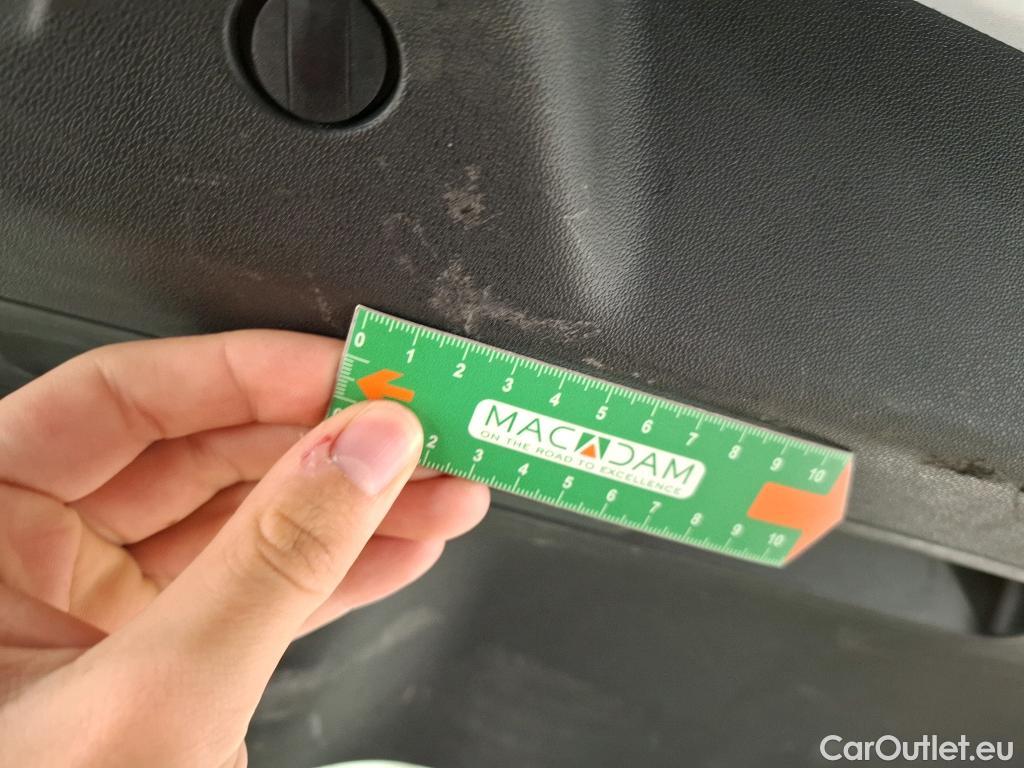 0 1 2 3 4 5 6 7 8 9 10
MACADAM
ON THE ROAD TO EXCELLENCE
0 2 3 4 5 6 7 8 9 10
CarOutlet.eu